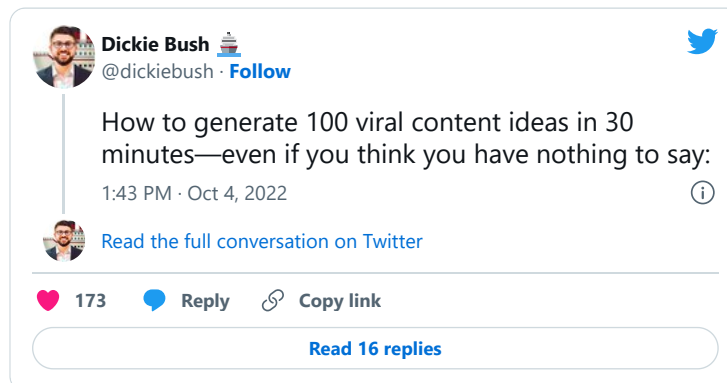 Dickie Bush 🚢
@dickiebush · Follow
How to generate 100 viral content ideas in 30
minutes—even if you think you have nothing to say:
1:43 PM · Oct 4, 2022
Read the full conversation on Twitter
173 Reply Copy link
Read 16 replies